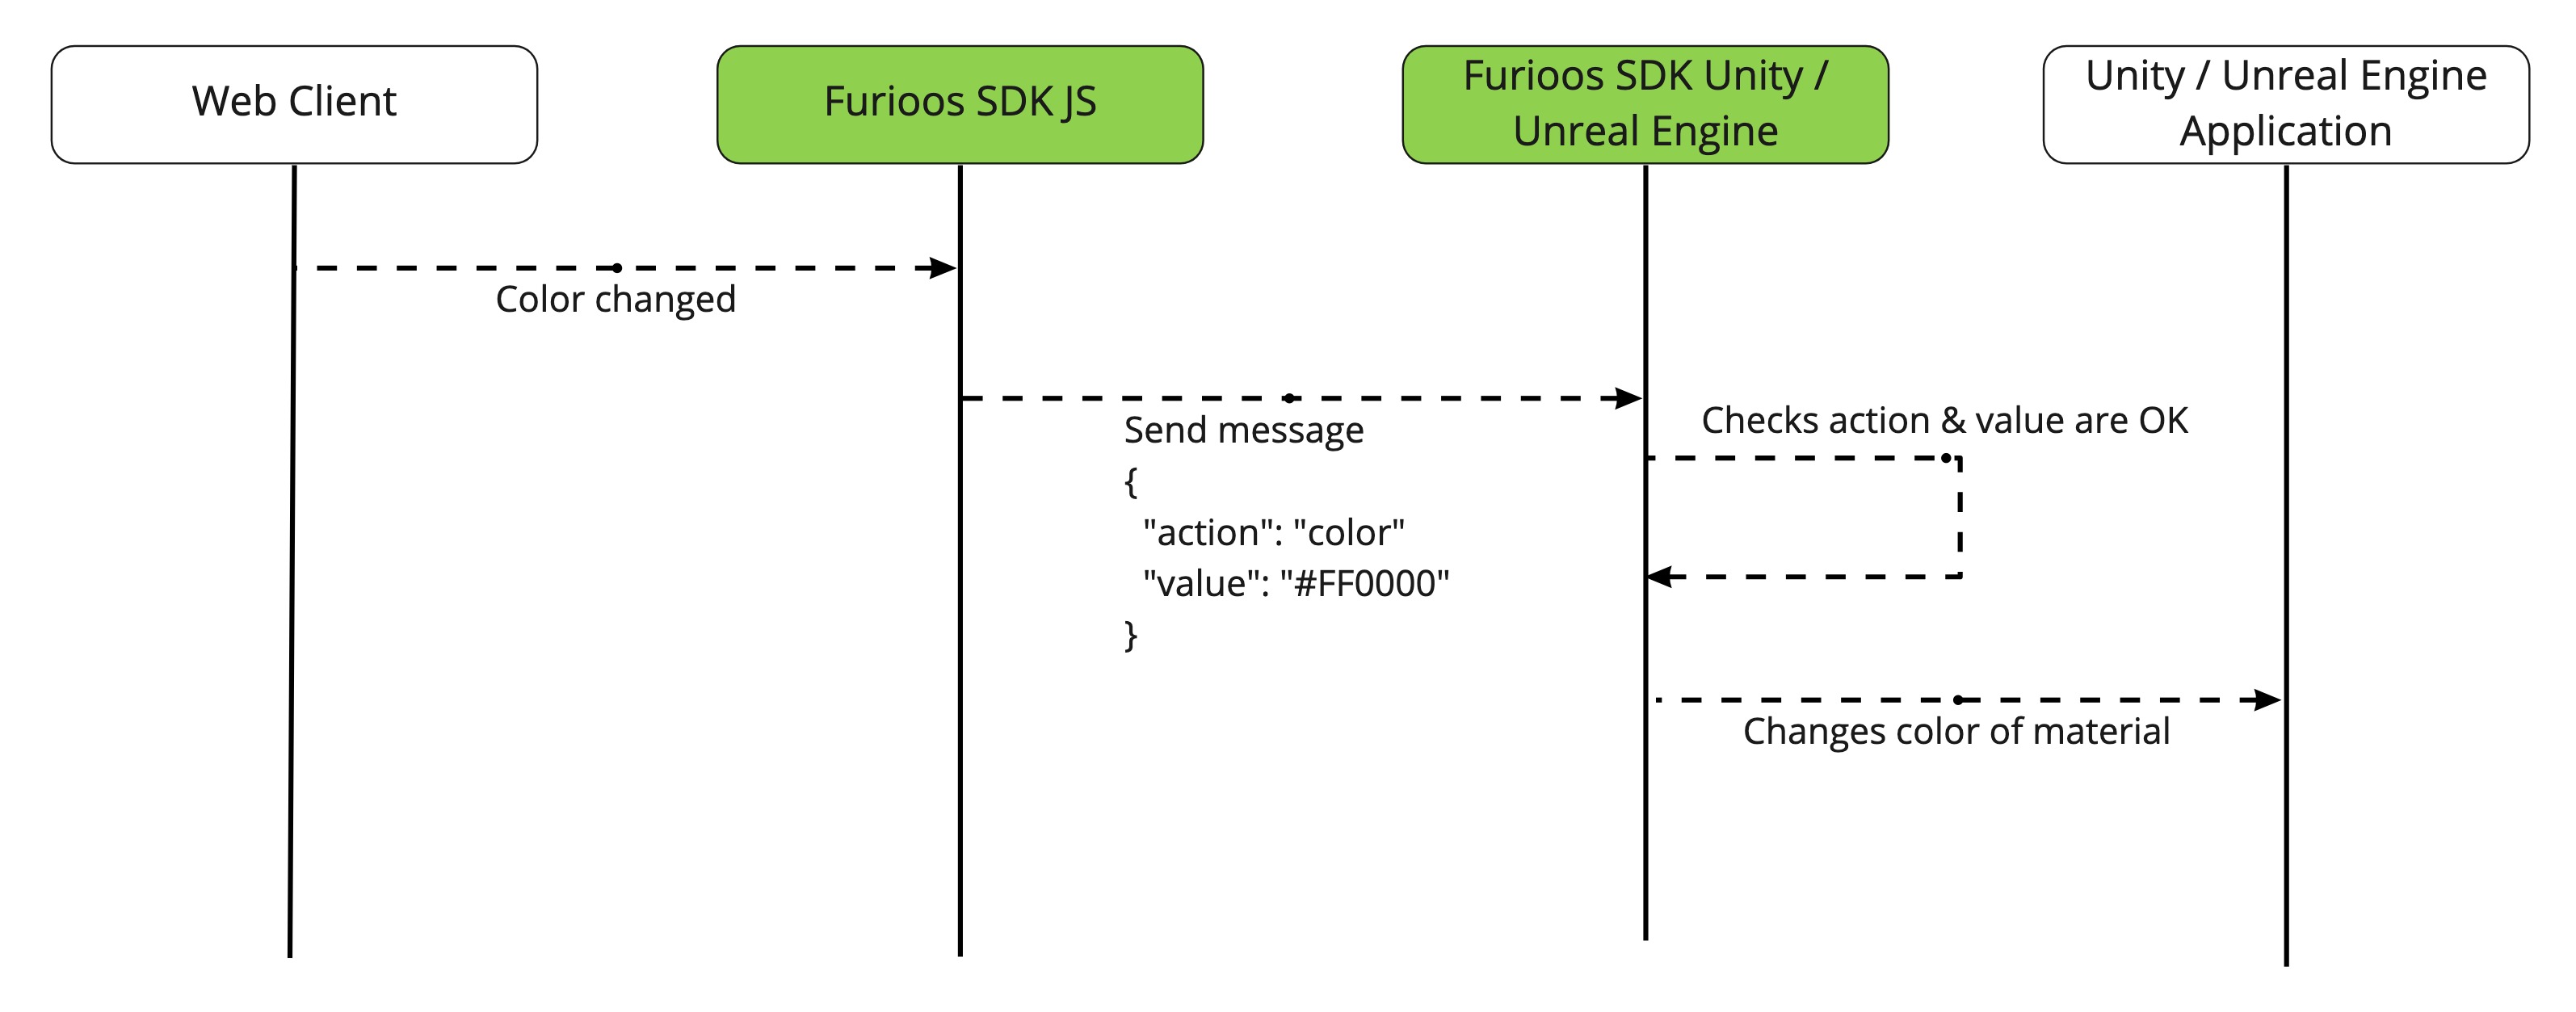 Web Client
Furioos SDK JS
Furioos SDK Unity /
Unreal Engine
Unity / Unreal Engine
Application
Color changed
Send message
{
"action": "color"
"value": "#FF0000"
}
Checks action & value are OK
Changes color of material